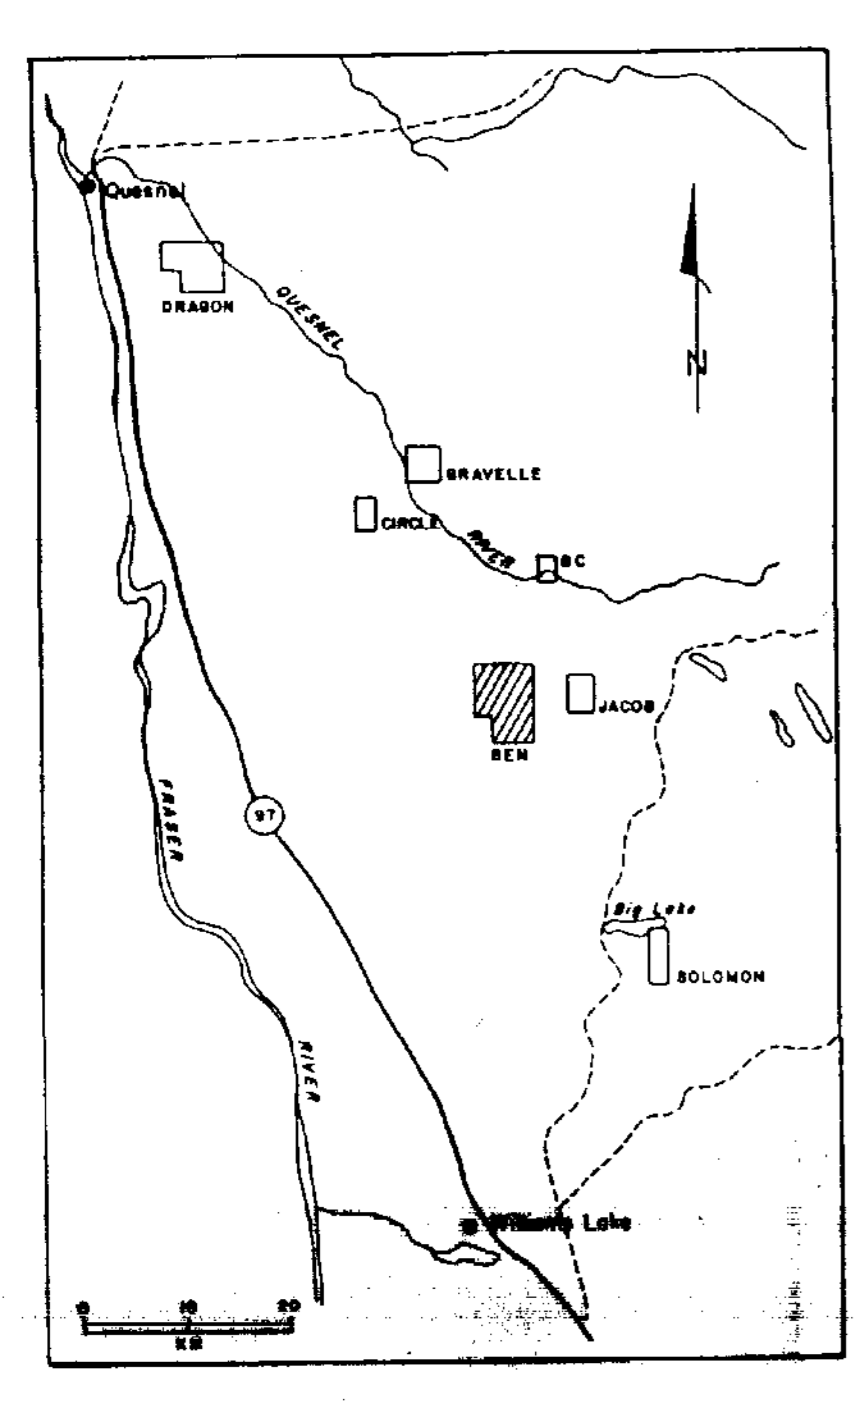 Quesnel
DRAGON
QUESNEL
N
GRAVELLE
CIRCLE
RIVER
BC
JACOB
BEN
97
FRASER
Big Lake
SOLOMON
RIVER
Williams Lake
0 10 20
KM